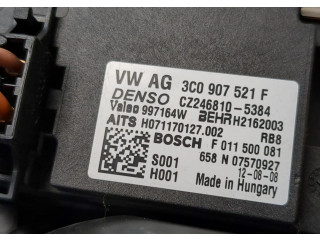 VW AG 3C0 907 521 F
DENSO CZ246810-5384
Valeo 997164W BEHR H2162003
AITS H071170127.002 RB8
BOSCH F 011 500 081
S001 658 N 07570927
H001 12-08-08
Made in Hungary